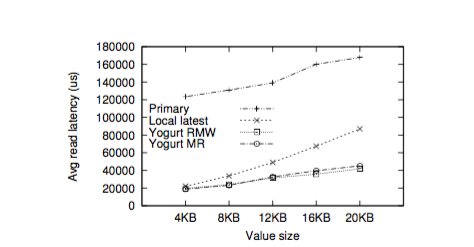 180000
160000
140000
120000
100000
80000
60000
40000
20000
0
Avg read latency (us)
Primary
Local latest
Yogurt RMW
Yogurt MR
4KB 8KB 12KB 16KB 20KB
Value size